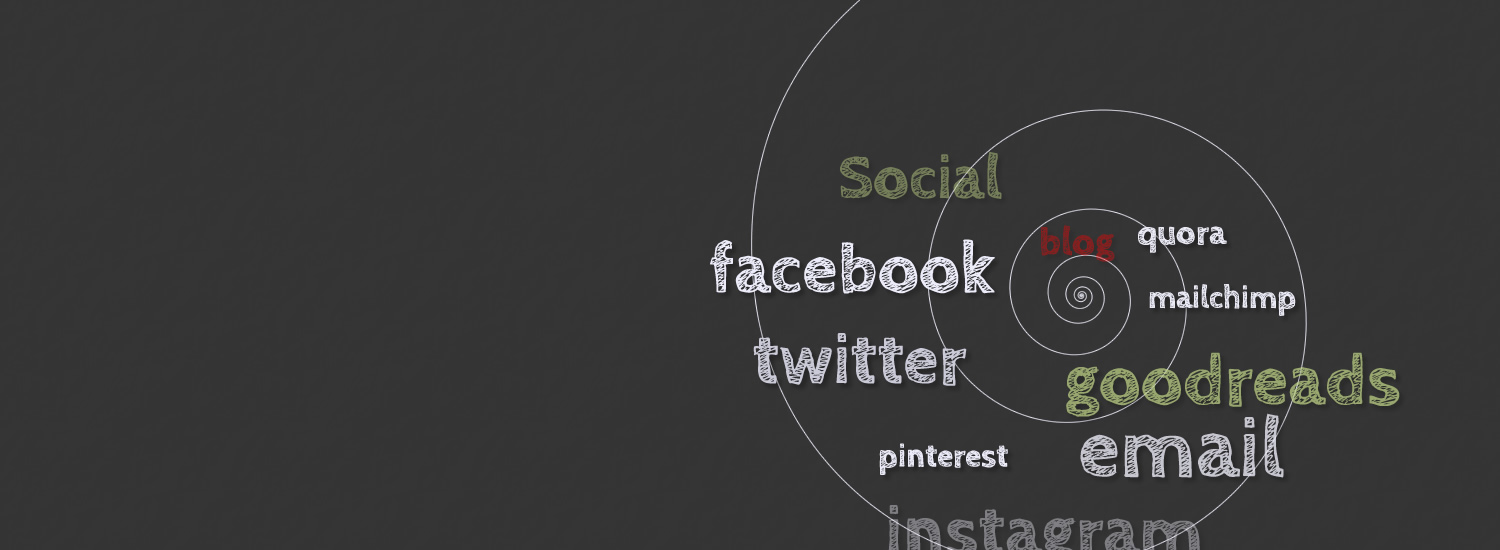 Social
blog
quora
facebook
mailchimp
twitter
goodreads
email
pinterest
instagram